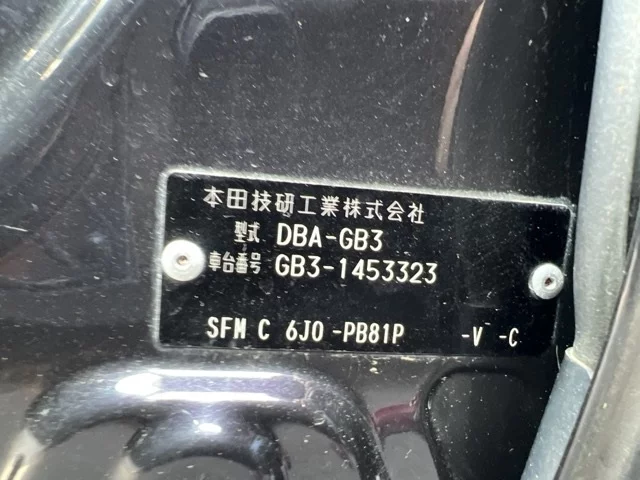 本田技研工業株式会社
型式 DBA-GB3
車台番号 GB3-1453323
SFM C 6J0 -PB81P -V -C